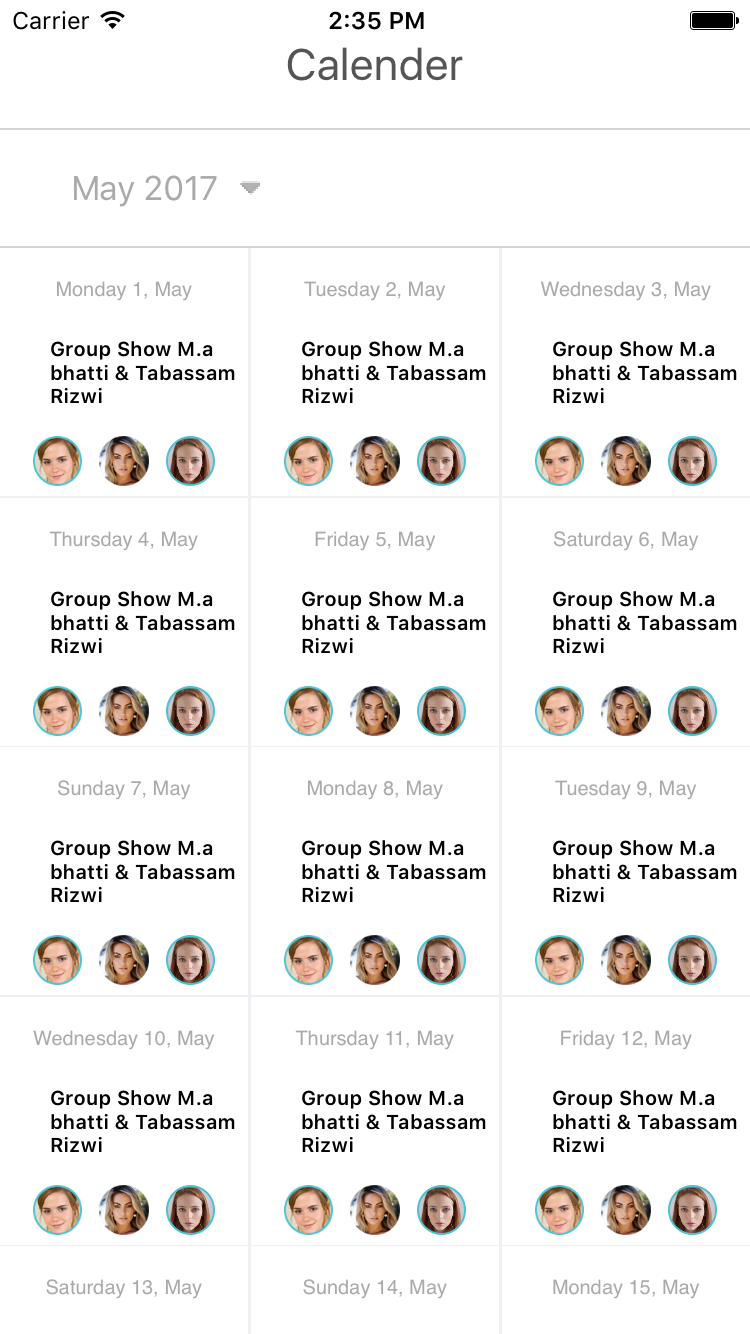 Carrier 2:35 PM
Calender
May 2017
Monday 1, May Tuesday 2, May Wednesday 3, May
Group Show M.a Group Show M.a Group Show M.a
bhatti & Tabassam bhatti & Tabassam bhatti & Tabassam
Rizwi Rizwi Rizwi
Thursday 4, May Friday 5, May Saturday 6, May
Group Show M.a Group Show M.a Group Show M.a
bhatti & Tabassam bhatti & Tabassam bhatti & Tabassam
Rizwi Rizwi Rizwi
Sunday 7, May Monday 8, May Tuesday 9, May
Group Show M.a Group Show M.a Group Show M.a
bhatti & Tabassam bhatti & Tabassam bhatti & Tabassam
Rizwi Rizwi Rizwi
Wednesday 10, May Thursday 11, May Friday 12, May
Group Show M.a Group Show M.a Group Show M.a
bhatti & Tabassam bhatti & Tabassam bhatti & Tabassam
Rizwi Rizwi Rizwi
Saturday 13, May Sunday 14, May Monday 15, May